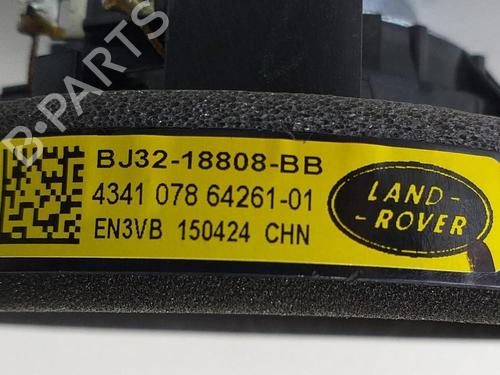 B-PARTS
BJ32-18808-BB
4341 078 64261-01
EN3VB 150424 CHN
LAND-
-ROVER